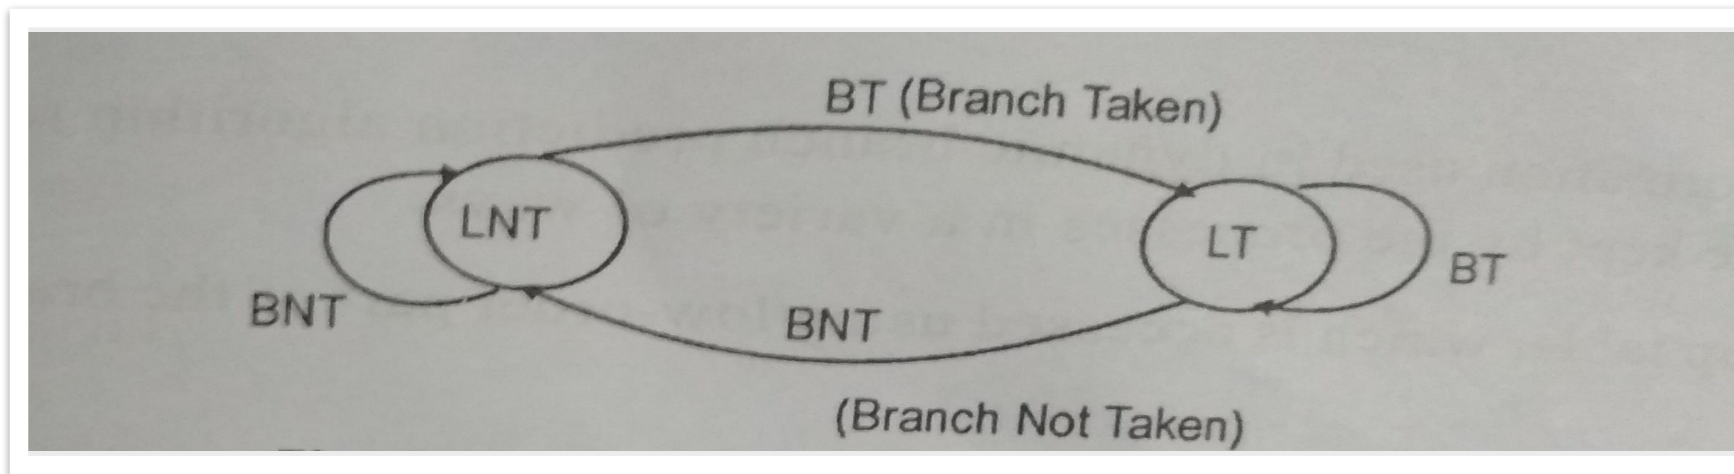 BT (Branch Taken)
LNT
LT
BT
BNT
BNT
(Branch Not Taken)